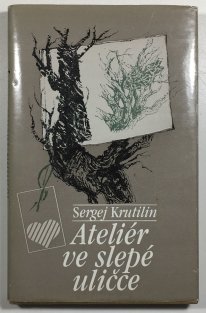 Sergej Krutilin
Ateliér
ve slepé
uličce